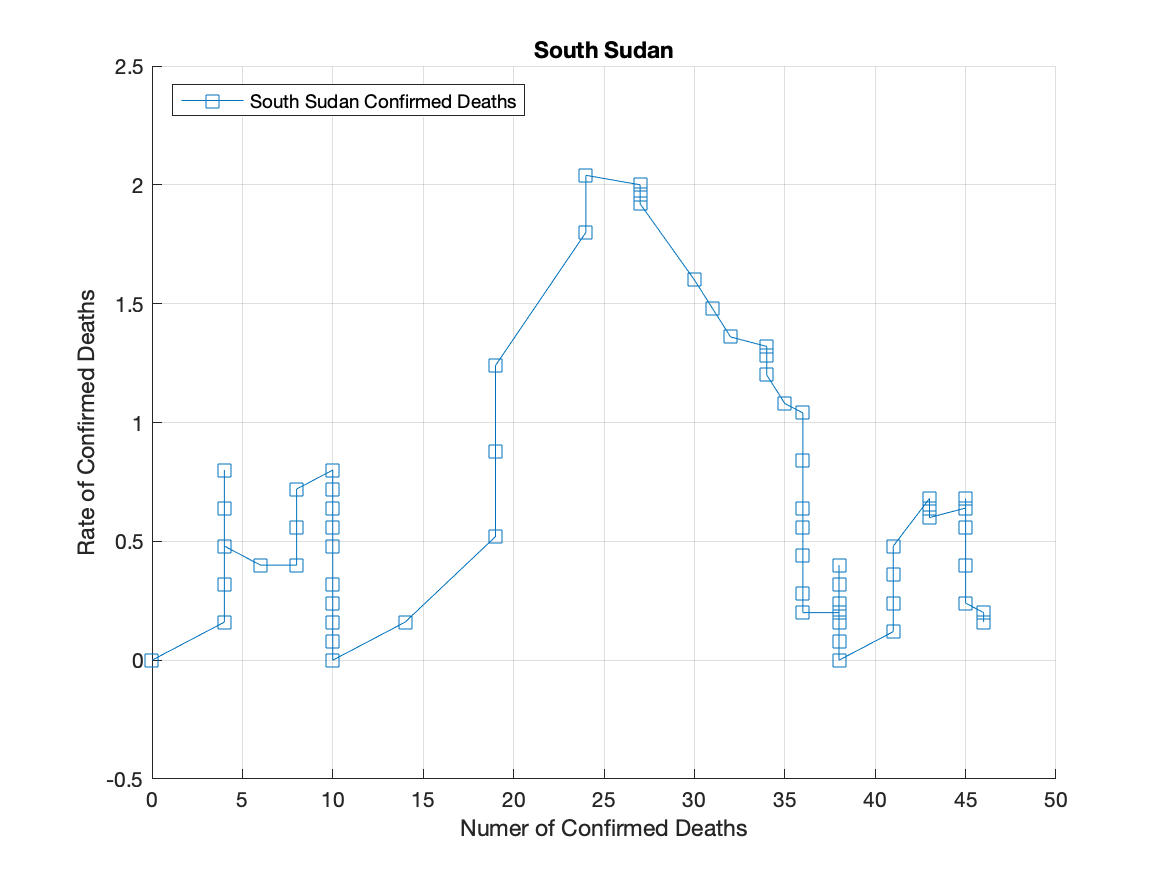 South Sudan
South Sudan Confirmed Deaths
2.5
2
1.5
1
0.5
0
-0.5
Rate of Confirmed Deaths
0 5 10 15 20 25 30 35 40 45 50
Numer of Confirmed Deaths